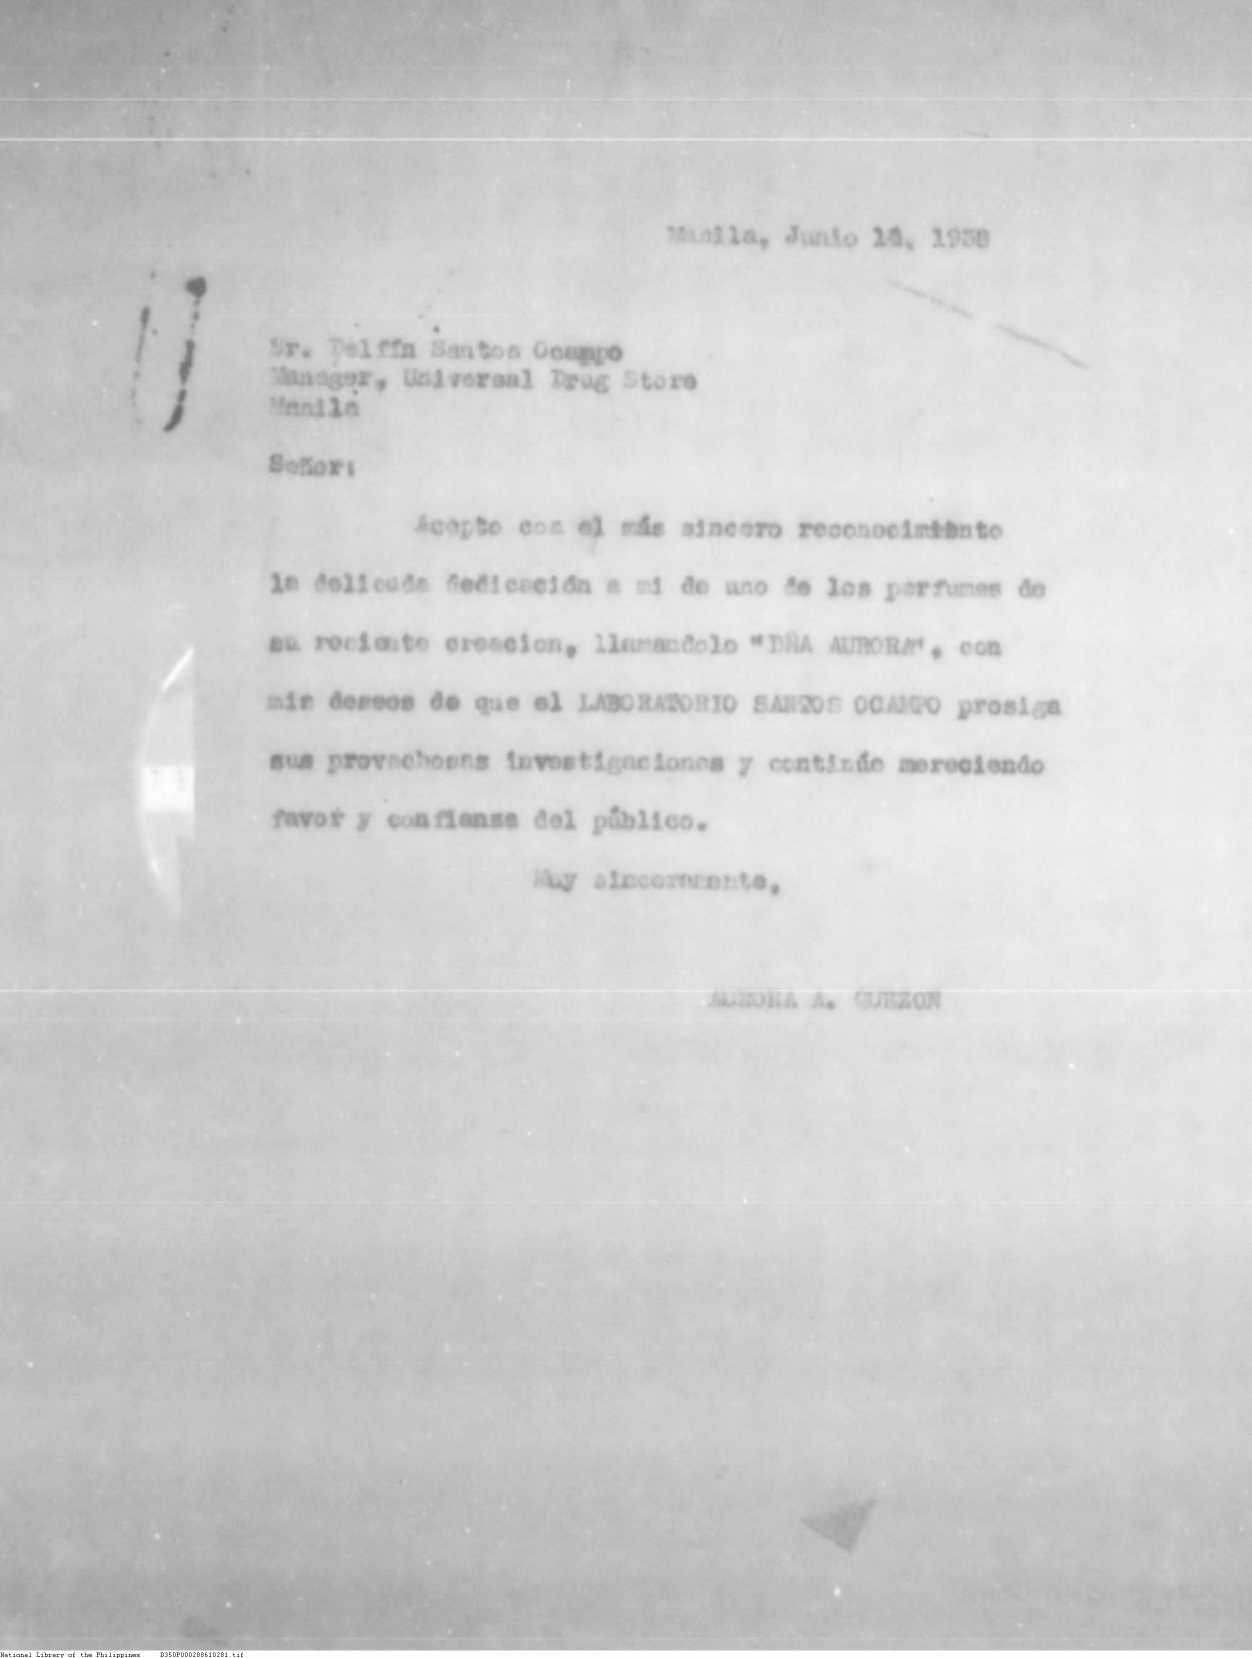 Manila, Junio 14, 1938
Sr. Delfín Santos Ocampo
Manager, Universal Drug Store
Manila
Señor:
Acepto con el más sincero reconocimiento
la delicada dedicación a mi de uno de los perfumes de
su reciente creacion, llamandolo "DÑA AURORA", con
mis deseos de que el LABORATORIO SANTOS OCAMPO prosiga
sus provechosas investigaciones y continúe mereciendo
favor y confianza del público.
Muy sinceramente,
AURORA A. QUEZON
National Library of the Philippines D350P000288610281.tif